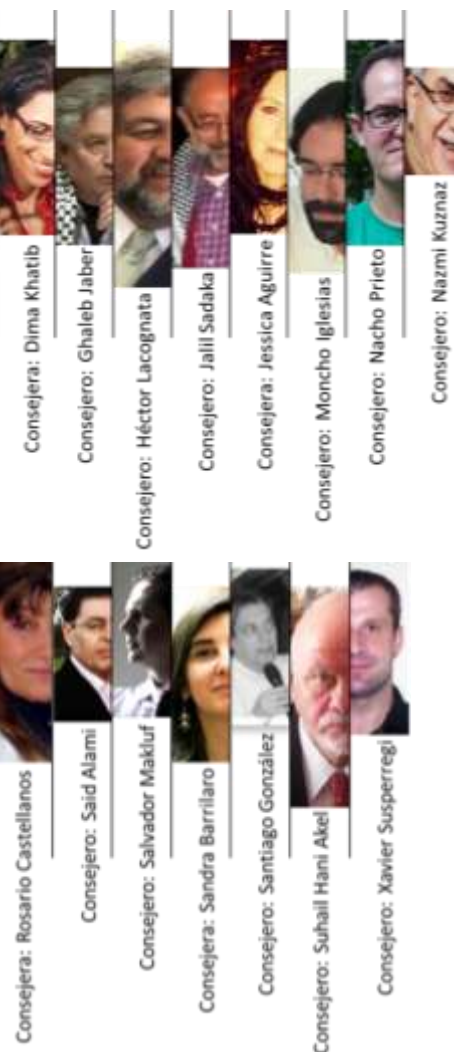 Consejera: Dima Khatib
Consejero: Ghaleb Jaber
Consejero: Héctor Lacognata
Consejero: Jalil Sadaka
Consejera: Jessica Aguirre
Consejero: Moncho Iglesias
Consejero: Nacho Prieto
Consejero: Nazmi Kuznaz
Consejera: Rosario Castellanos
Consejero: Said Alami
Consejero: Salvador Makluf
Consejera: Sandra Barrilaro
Consejero: Santiago González
Consejero: Suhail Hani Akel
Consejero: Xavier Susperregi